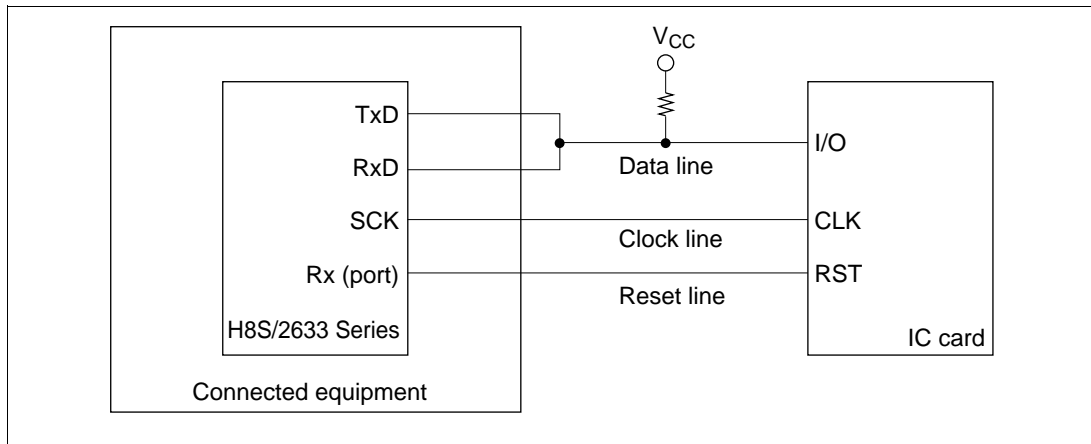 VCC
TxD
RxD
SCK
Rx (port)
H8S/2633 Series
Connected equipment
Data line
Clock line
Reset line
I/O
CLK
RST
IC card